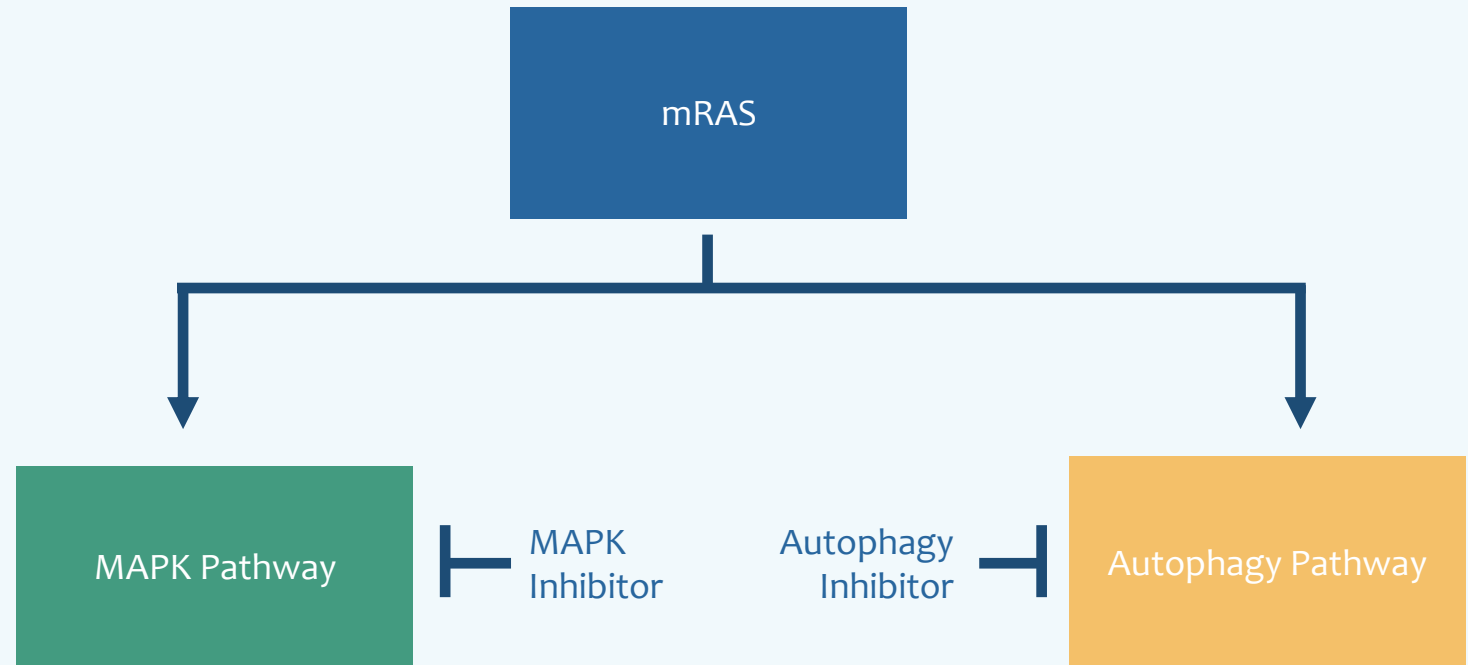 mRAS
MAPK Pathway
MAPK
Inhibitor
Autophagy
Inhibitor
Autophagy Pathway